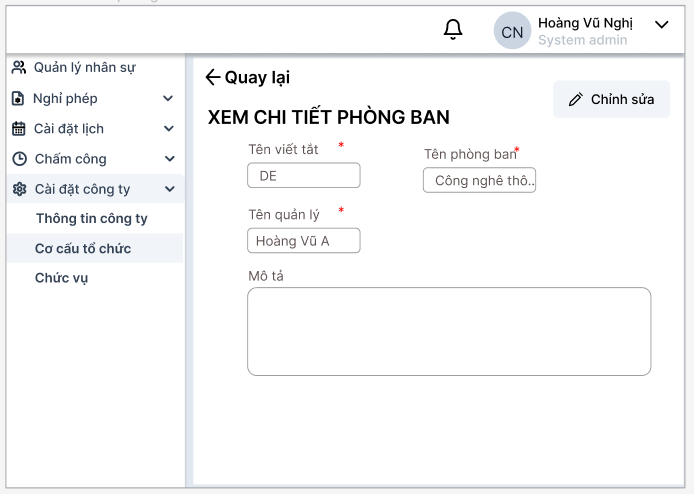 Hoàng Vũ Nghị
CN
System admin
Quản lý nhân sự
Nghỉ phép
Cài đặt lịch
Chấm công
Cài đặt công ty
Thông tin công ty
Cơ cấu tổ chức
Chức vụ
Quay lại
Chỉnh sửa
XEM CHI TIẾT PHÒNG BAN
Tên viết tắt *
Tên phòng ban*
DE
Công nghê thô..
Tên quản lý *
Hoàng Vũ A
Mô tả